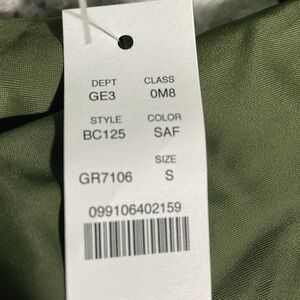 DEPT CLASS
GE3 0M8
STYLE COLOR
BC125 SAF
SIZE
GR7106 S
099106402159